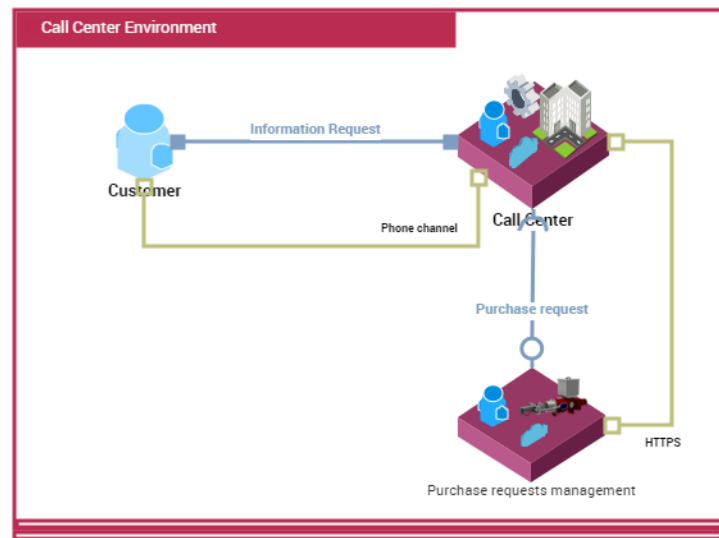 Call Center Environment
Information Request
Customer
Call Center
Phone channel
Purchase request
HTTPS
Purchase requests management